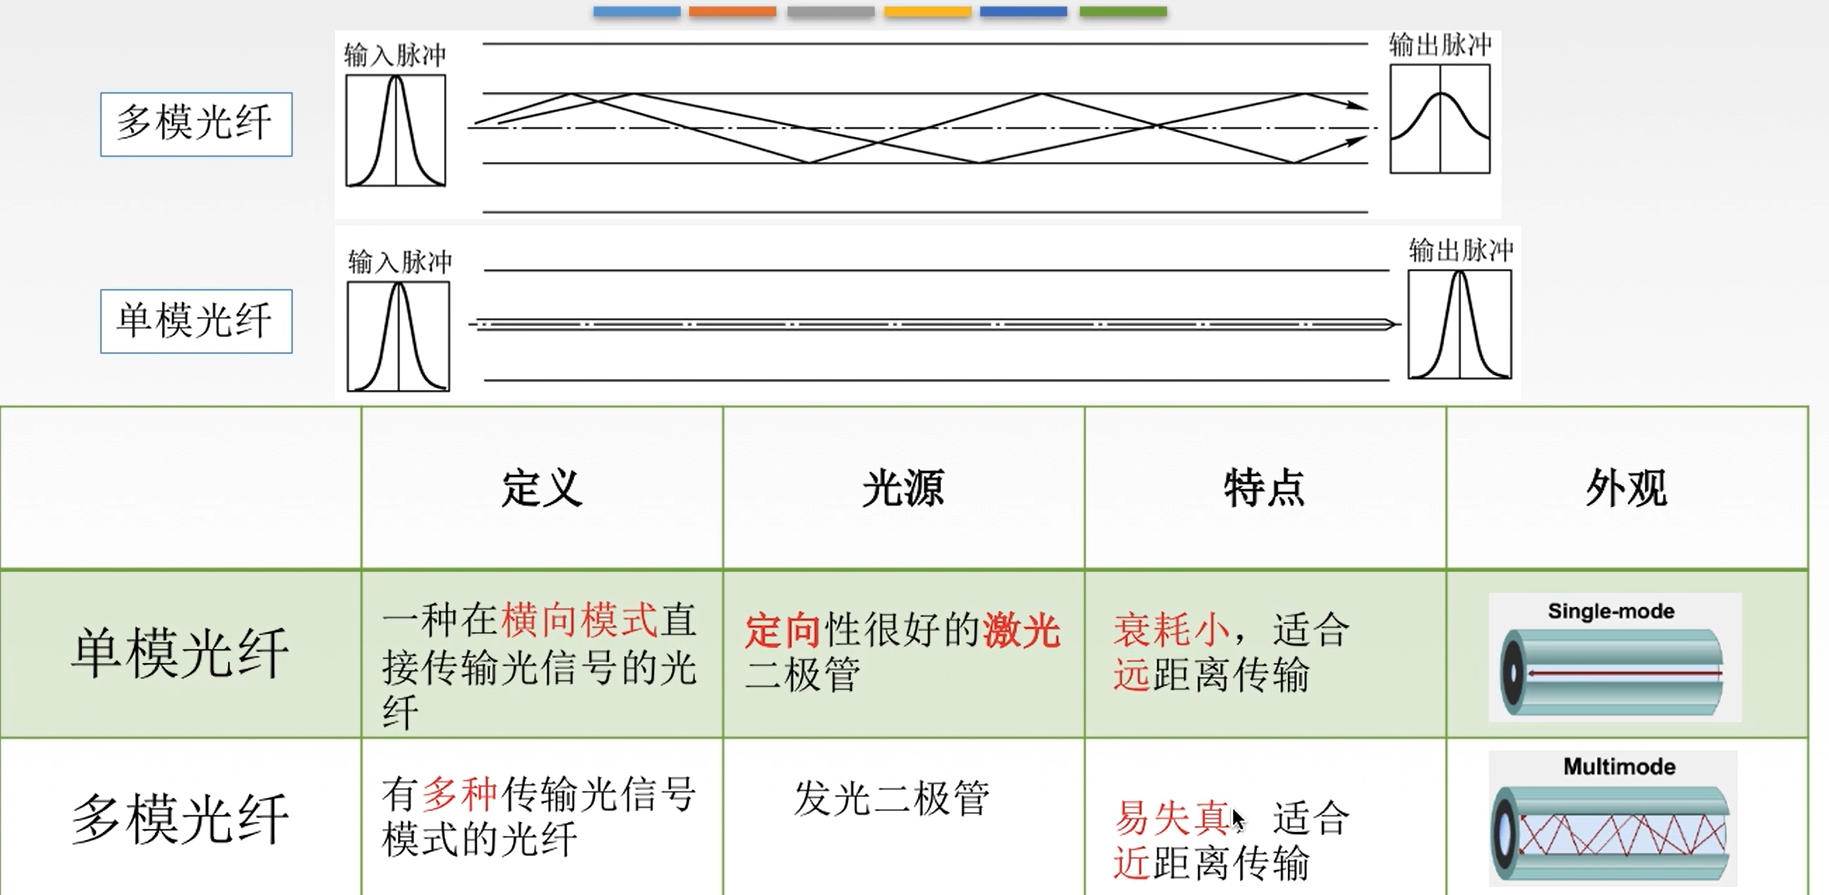 输入脉冲
输出脉冲
多模光纤
输入脉冲
输出脉冲
单模光纤
定义
光源
特点
外观
单模光纤
一种在横向模式直
接传输光信号的光
纤
定向性很好的激光
二极管
衰耗小，适合
远距离传输
Single-mode
多模光纤
有多种传输光信号
模式的光纤
发光二极管
易失真，适合
近距离传输
Multimode